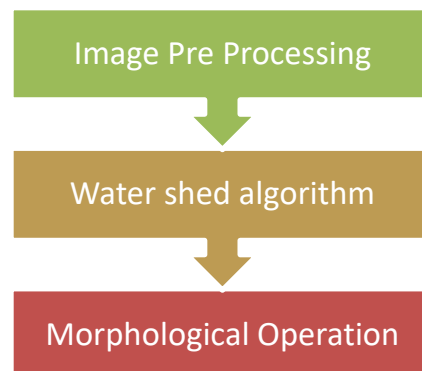 Image Pre Processing
Water shed algorithm
Morphological Operation